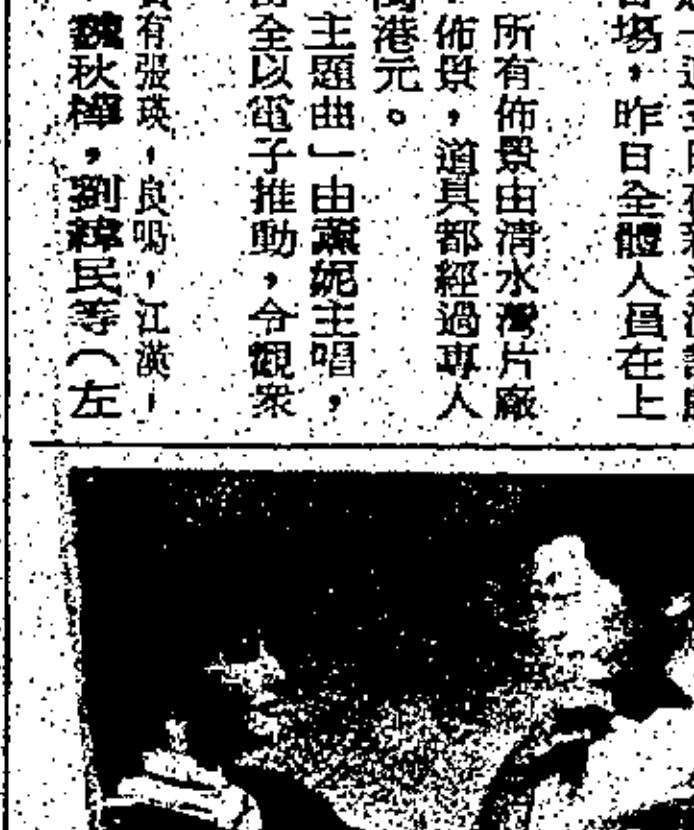 場，昨日全體人員在上
所有佈景由清水灣片廠
佈景，道具都經過專人
港元。
主題曲」由薰妮主唱，
全以電子推動，令觀衆
有張瑛，良鳴，江漢，
魏秋樺，劉緯民等（左